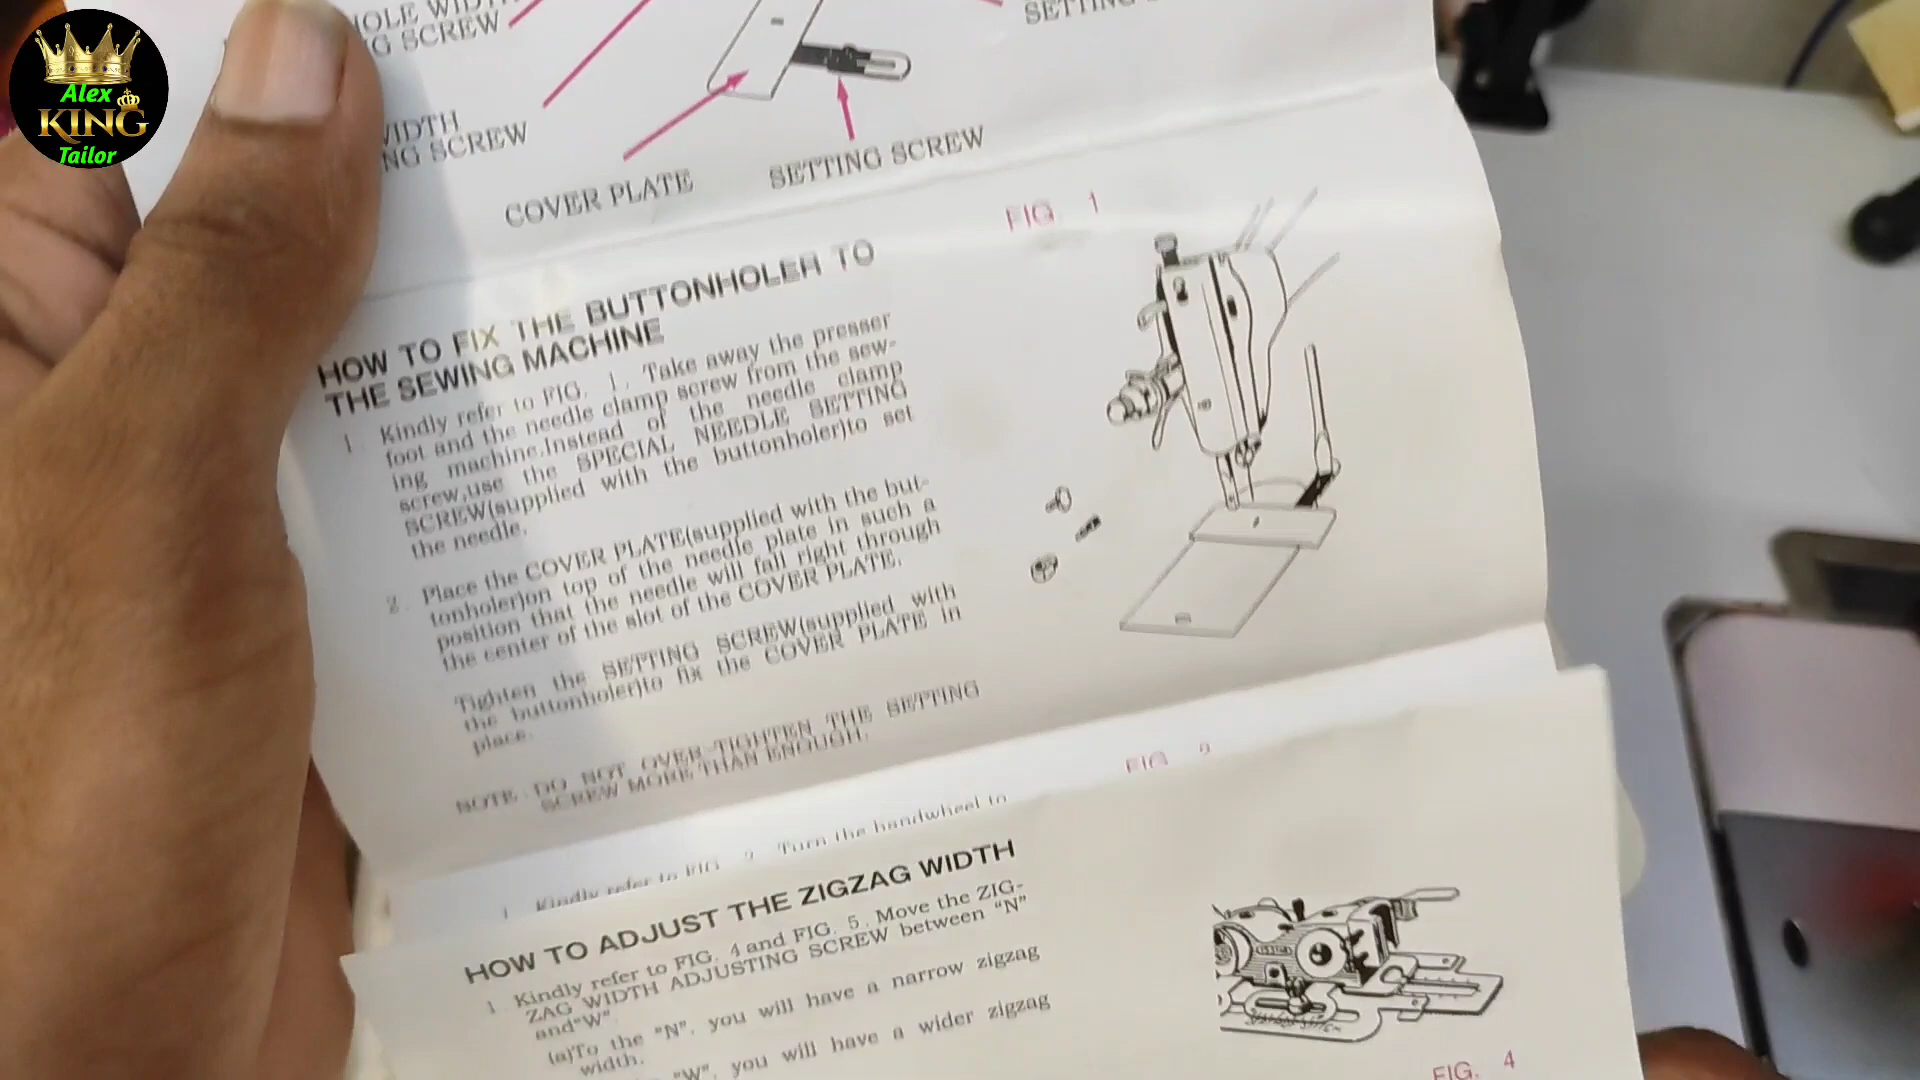 Alex
KING
Tailor
SCREW
SCREW
COVER PLATE
SETTING SCREW
FIG. 1
HOW TO FIX THE BUTTONHOLER TO
THE SEWING MACHINE
1. Kindly refer to FIG. 1. Take away the presser
foot and the needle clamp screw from the sew-
ing machine.Instead of the needle clamp
screw,use the SPECIAL NEEDLE SETTING
SCREW(supplied with the buttonholer)to set
the needle.
2. Place the COVER PLATE(supplied with the but-
tonholer)on top of the needle plate in such a
position that the needle will fall right through
the center of the slot of the COVER PLATE.
Tighten the SETTING SCREW(supplied with
the buttonholer)to fix the COVER PLATE in
place.
NOTE: DO NOT OVER-TIGHTEN THE SETTING
SCREW MORE THAN ENOUGH.
FIG. 2
1. Kindly refer to FIG. 2. Turn the handwheel to
HOW TO ADJUST THE ZIGZAG WIDTH
1 Kindly refer to FIG. 4 and FIG. 5. Move the ZIG-
ZAG WIDTH ADJUSTING SCREW between "N"
and"W".
(a)To the "N", you will have a narrow zigzag
width.
"W", you will have a wider zigzag
FIG. 4